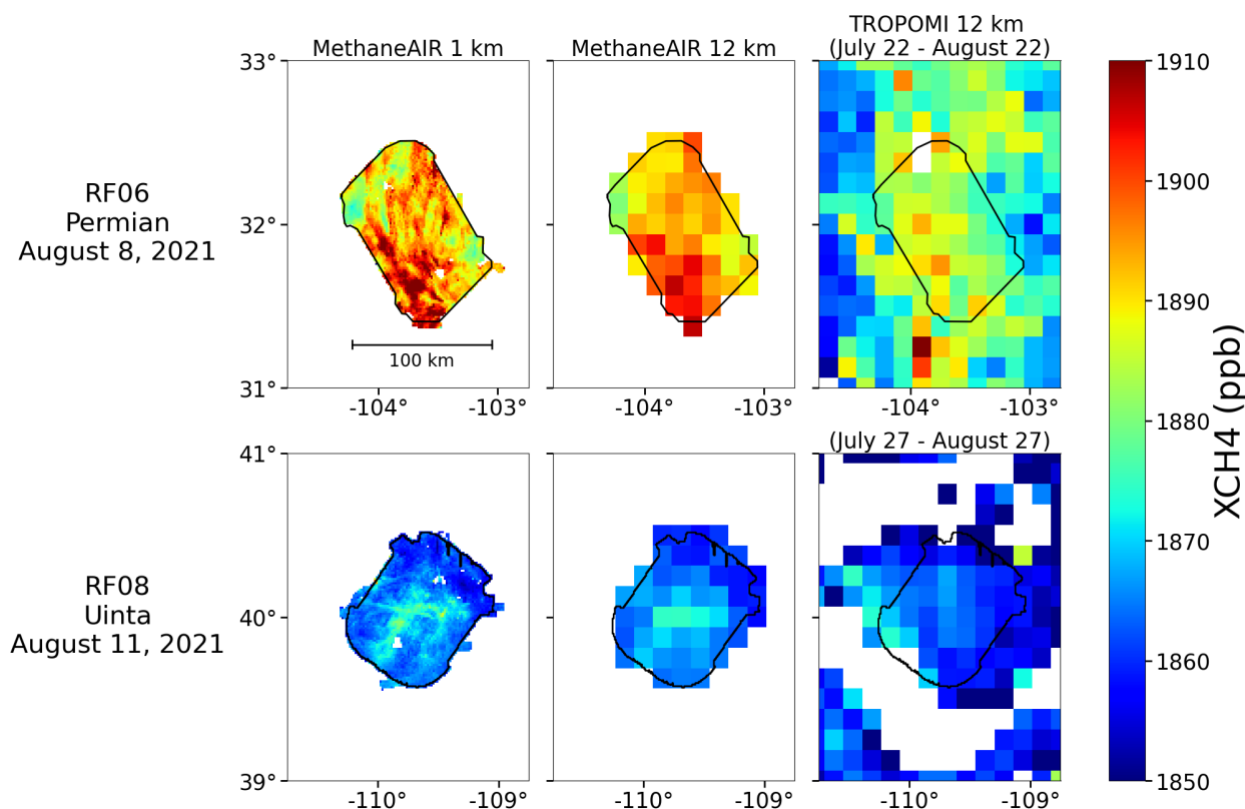 TROPOMI 12 km
MethaneAIR 1 km
MethaneAIR 12 km
(July 22 - August 22)
33°
32°
31°
RF06
Permian
August 8, 2021
100 km
-104
-103
-104
-103
-104
-103
(July 27 - August 27)
41°
40°
39°
RF08
Uinta
August 11, 2021
-110
-109
-110
-109
-110
-109
1910
1900
1890
1880
1870
1860
1850
XCH4 (ppb)